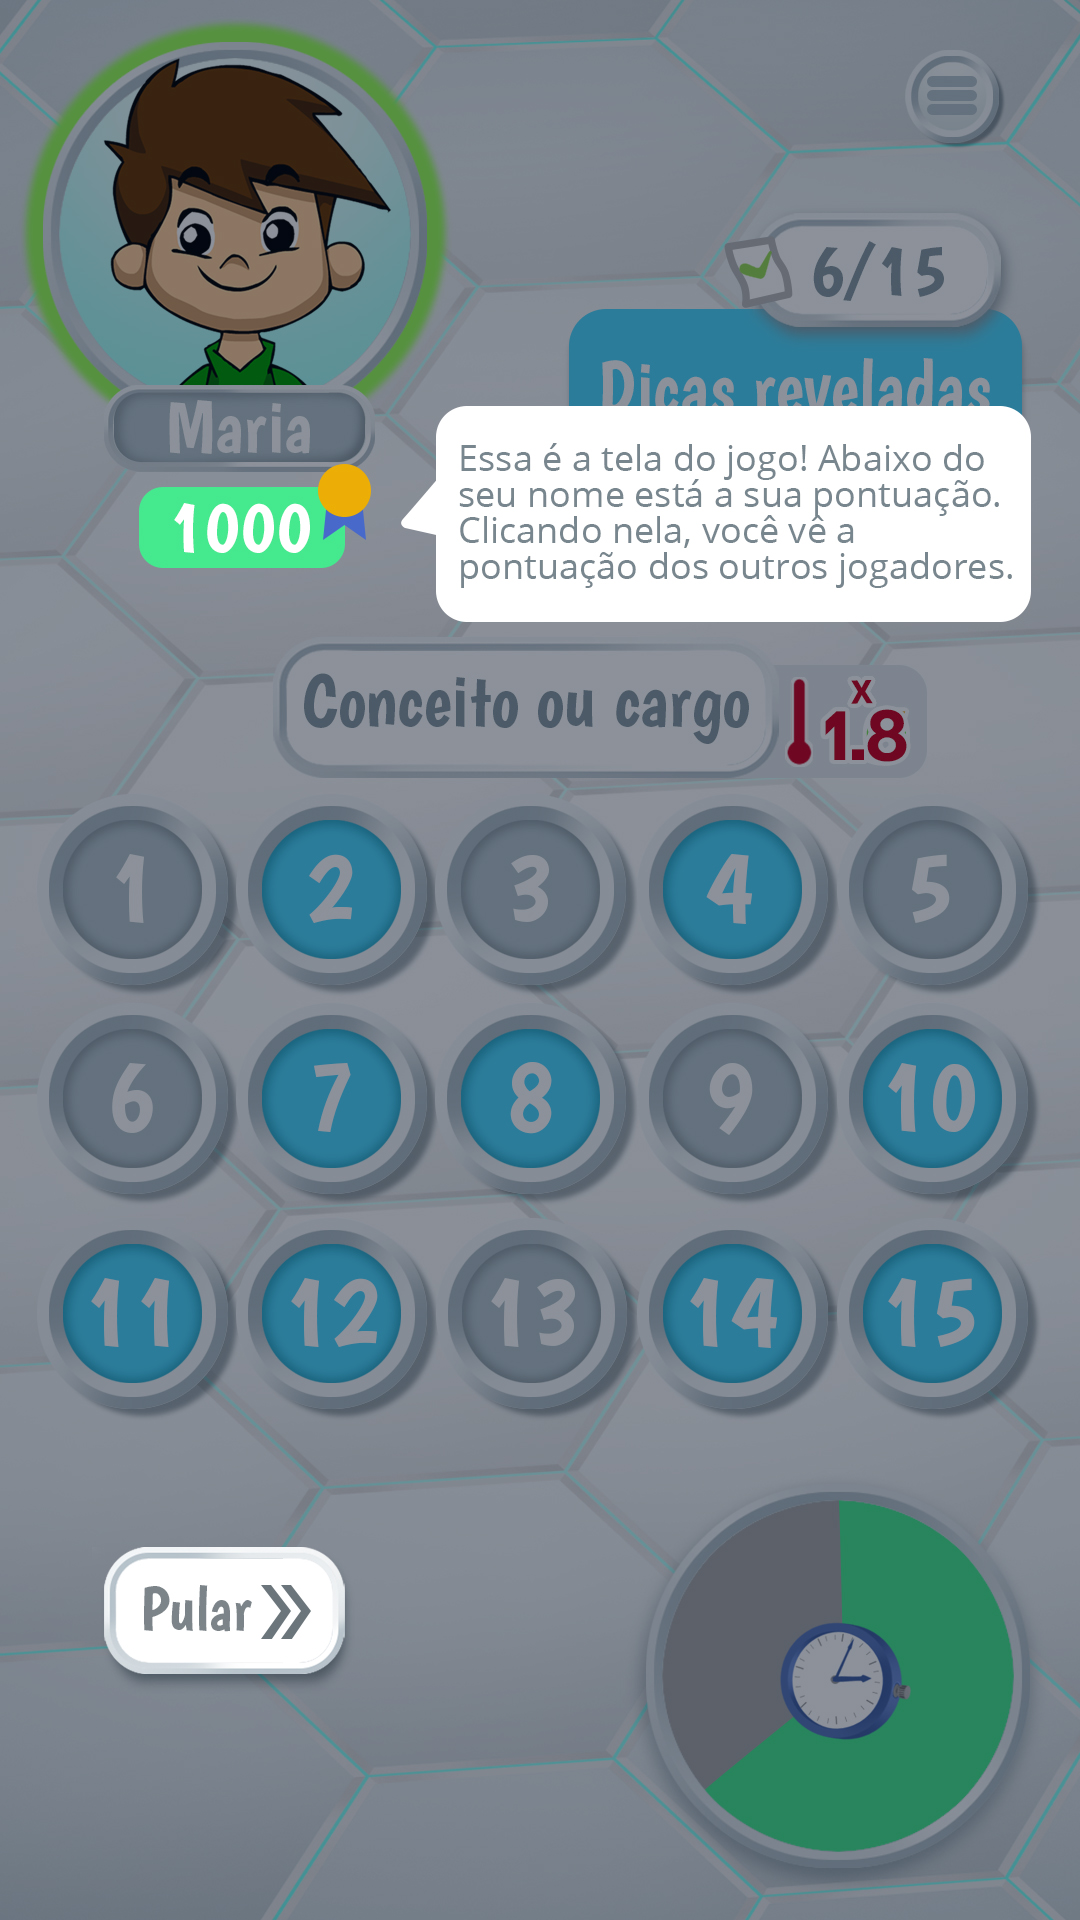 6/15
Dicas reveladas
Maria
Essa é a tela do jogo! Abaixo do
seu nome está a sua pontuação.
Clicando nela, você vê a
pontuação dos outros jogadores.
1000
Conceito ou cargo
x
1.8
1 2 3 4 5
6 7 8 9 10
11 12 13 14 15
Pular